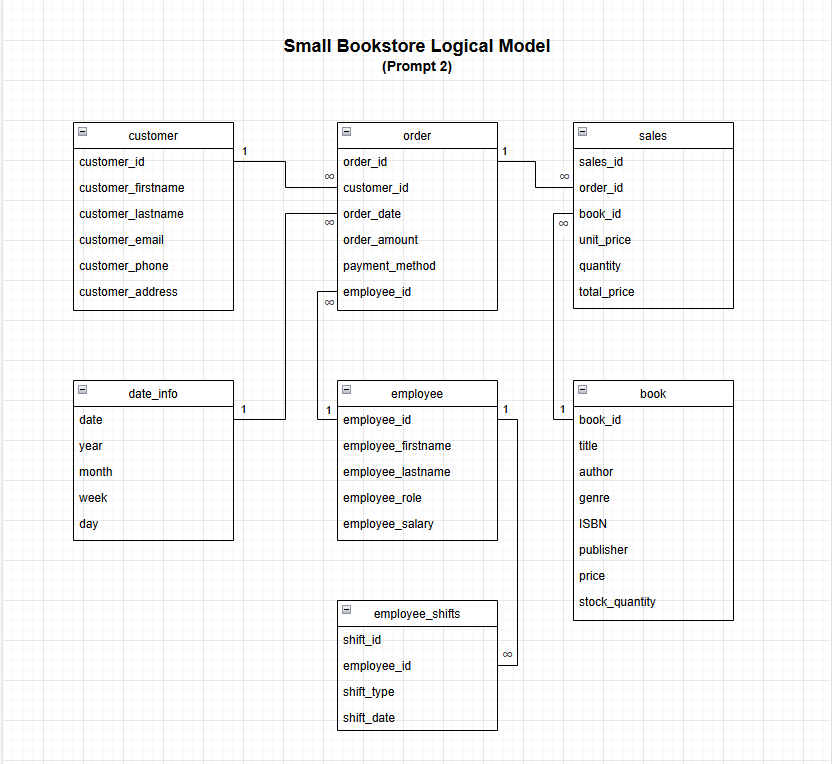 Small Bookstore Logical Model
(Prompt 2)
customer
customer_id
customer_firstname
customer_lastname
customer_email
customer_phone
customer_address
1
∞
order
order_id
customer_id
order_date
order_amount
payment_method
employee_id
∞
∞
1
∞
sales
sales_id
order_id
book_id
unit_price
quantity
total_price
∞
date_info
date
year
month
week
day
1
1
employee
employee_id
employee_firstname
employee_lastname
employee_role
employee_salary
1
1
book
book_id
title
author
genre
ISBN
publisher
price
stock_quantity
employee_shifts
shift_id
employee_id
shift_type
shift_date
∞